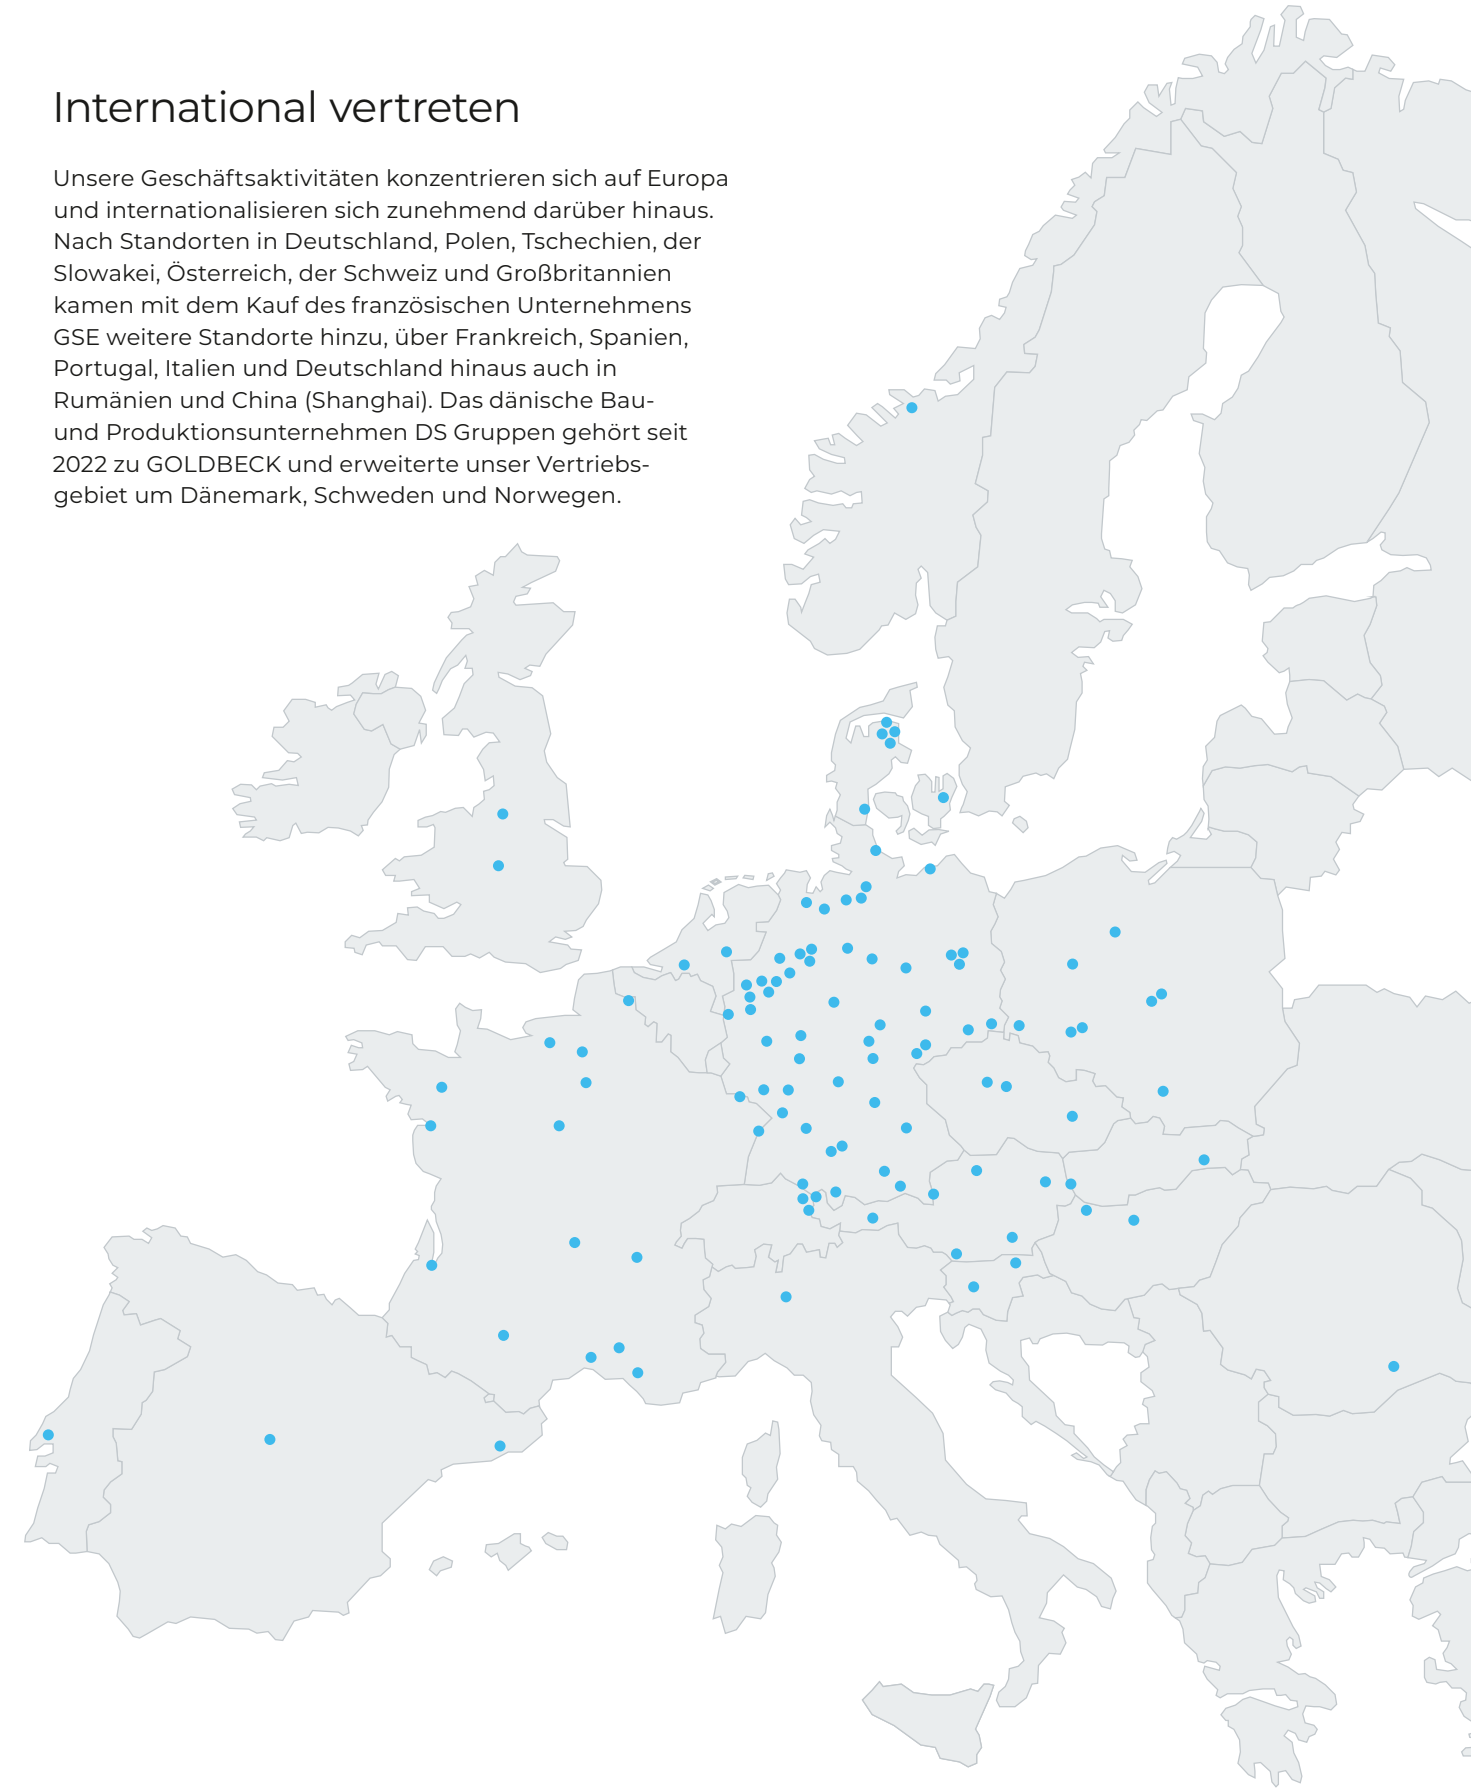 International vertreten
Unsere Geschäftsaktivitäten konzentrieren sich auf Europa
und internationalisieren sich zunehmend darüber hinaus.
Nach Standorten in Deutschland, Polen, Tschechien, der
Slowakei, Österreich, der Schweiz und Großbritannien
kamen mit dem Kauf des französischen Unternehmens
GSE weitere Standorte hinzu, über Frankreich, Spanien,
Portugal, Italien und Deutschland hinaus auch in
Rumänien und China (Shanghai). Das dänische Bau-
und Produktionsunternehmen DS Gruppen gehört seit
2022 zu GOLDBECK und erweiterte unser Vertriebs-
gebiet um Dänemark, Schweden und Norwegen.